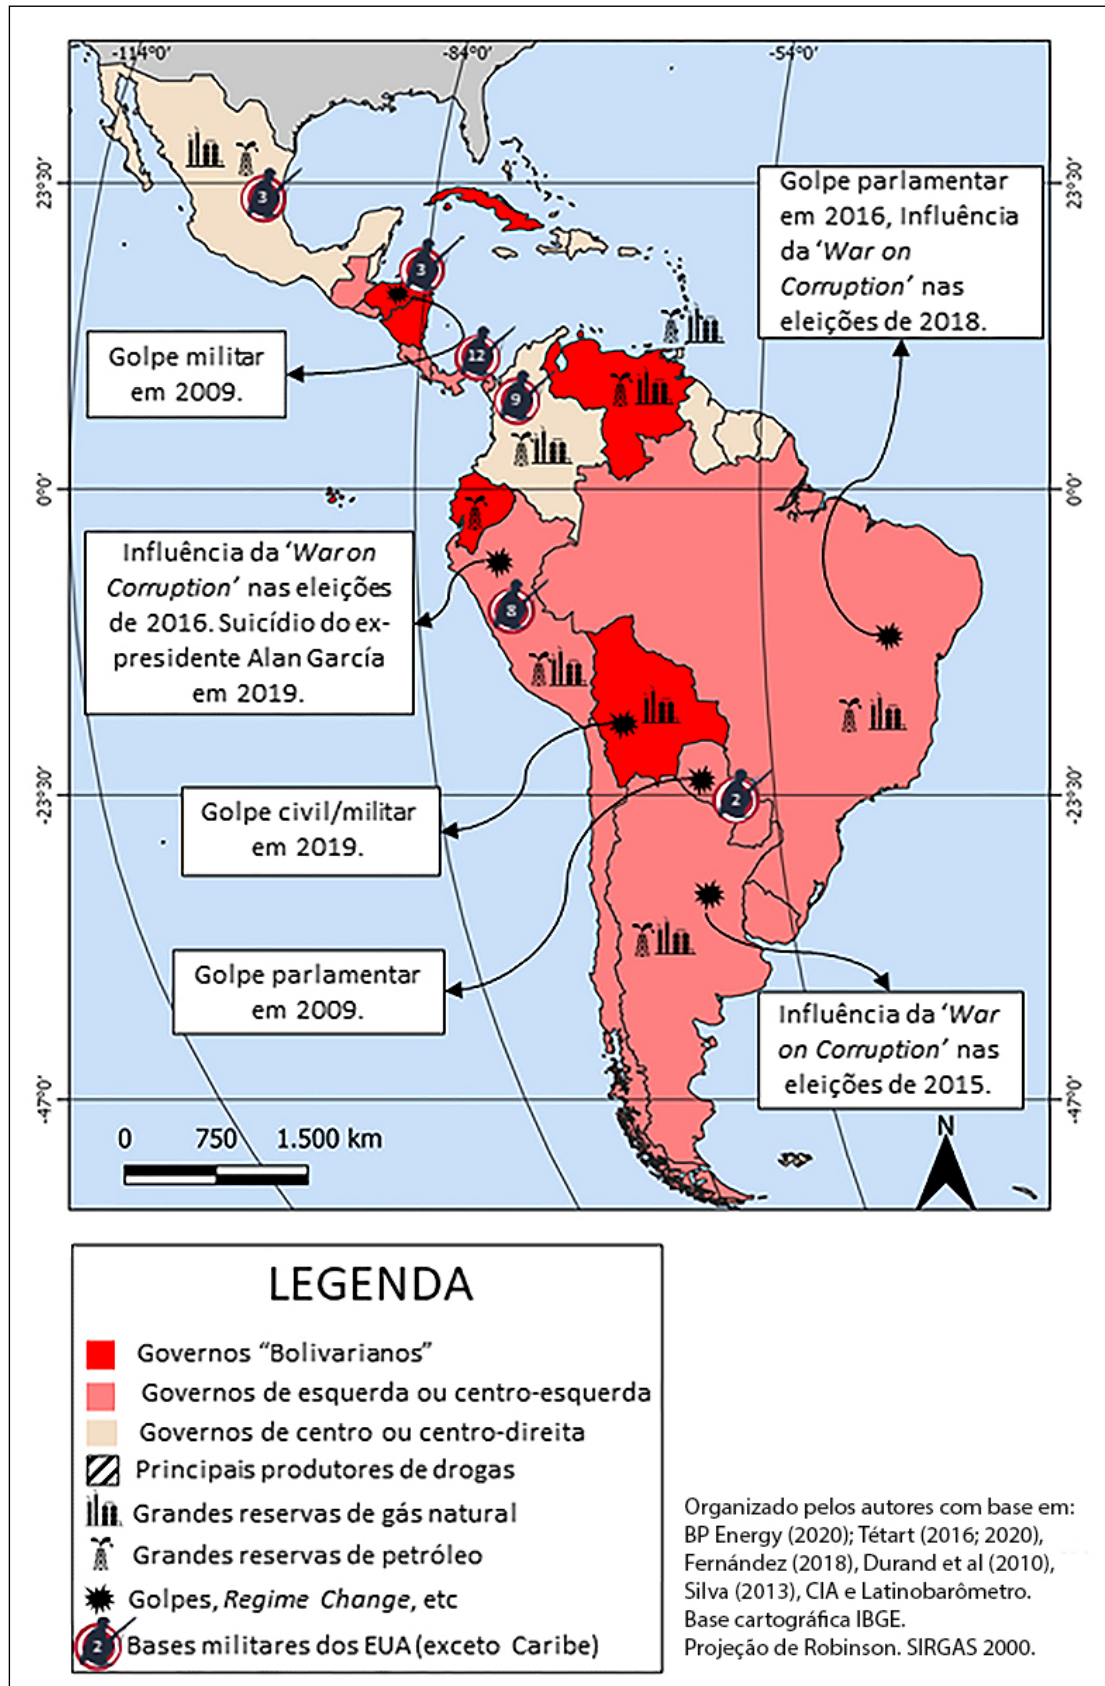 -114°0'
-84°0'
-54°0'
23°30'
23°30'
Golpe parlamentar
em 2016, Influência
da ‘War on
Corruption’ nas
eleições de 2018.
3
3
Golpe militar
em 2009.
12
9
0°0'
0°0'
Influência da ‘War on
Corruption’ nas eleições
de 2016. Suicídio do ex-
presidente Alan García
em 2019.
8
Golpe civil/militar
em 2019.
2
-23°30'
-23°30'
Golpe parlamentar
em 2009.
Influência da ‘War
on Corruption’ nas
eleições de 2015.
-47°0'
-47°0'
0 750 1.500 km
N
LEGENDA
Governos “Bolivarianos”
Governos de esquerda ou centro-esquerda
Governos de centro ou centro-direita
Principais produtores de drogas
Grandes reservas de gás natural
Grandes reservas de petróleo
Golpes, Regime Change, etc
2 Bases militares dos EUA (exceto Caribe)
Organizado pelos autores com base em:
BP Energy (2020); Tétart (2016; 2020),
Fernández (2018), Durand et al (2010),
Silva (2013), CIA e Latinobarômetro.
Base cartográfica IBGE.
Projeção de Robinson. SIRGAS 2000.